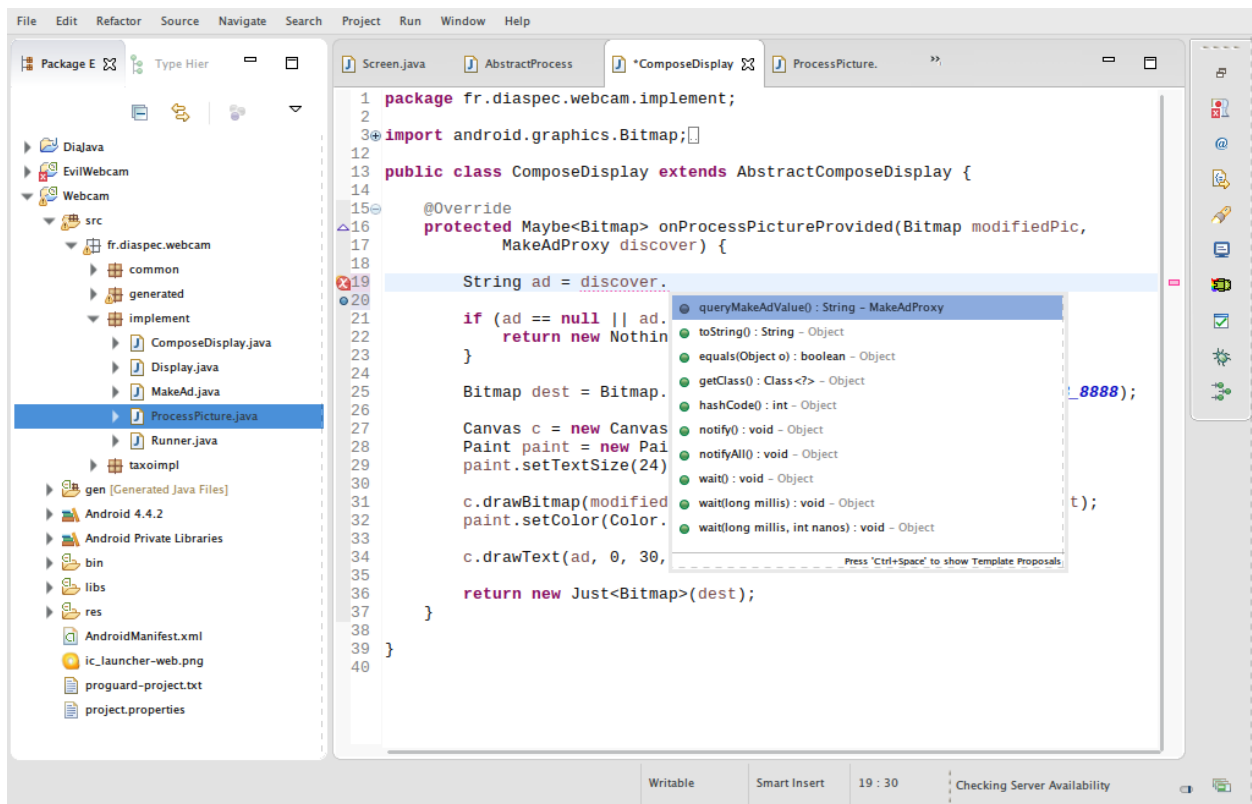 File Edit Refactor Source Navigate Search Project Run Window Help
Package E Type Hier
DiaJava
EvilWebcam
Webcam
src
fr.diaspec.webcam
common
generated
implement
ComposeDisplay.java
Display.java
MakeAd.java
ProcessPicture.java
Runner.java
taxoimpl
gen [Generated Java Files]
Android 4.4.2
Android Private Libraries
bin
libs
res
AndroidManifest.xml
ic_launcher-web.png
proguard-project.txt
project.properties
Screen.java AbstractProcess *ComposeDisplay ProcessPicture. »
1 package fr.diaspec.webcam.implement;
2
3 import android.graphics.Bitmap;
12
13 public class ComposeDisplay extends AbstractComposeDisplay {
14
15 @Override
16 protected Maybe<Bitmap> onProcessPictureProvided(Bitmap modifiedPic,
17 MakeAdProxy discover) {
18
19 String ad = discover.
20
21 if (ad == null || ad.
22 return new Nothin
23 }
24
25 Bitmap dest = Bitmap. _8888);
26
27 Canvas c = new Canvas
28 Paint paint = new Pai
29 paint.setTextSize(24)
30
31 c.drawBitmap(modified t);
32 paint.setColor(Color.
33
34 c.drawText(ad, 0, 30,
35
36 return new Just<Bitmap>(dest);
37 }
38
39 }
40
queryMakeAdValue() : String – MakeAdProxy
toString() : String – Object
equals(Object o) : boolean – Object
getClass() : Class<?> – Object
hashCode() : int – Object
notify() : void – Object
notifyAll() : void – Object
wait() : void – Object
wait(long millis) : void – Object
wait(long millis, int nanos) : void – Object
Press 'Ctrl+Space' to show Template Proposals
Writable Smart Insert 19 : 30 Checking Server Availability